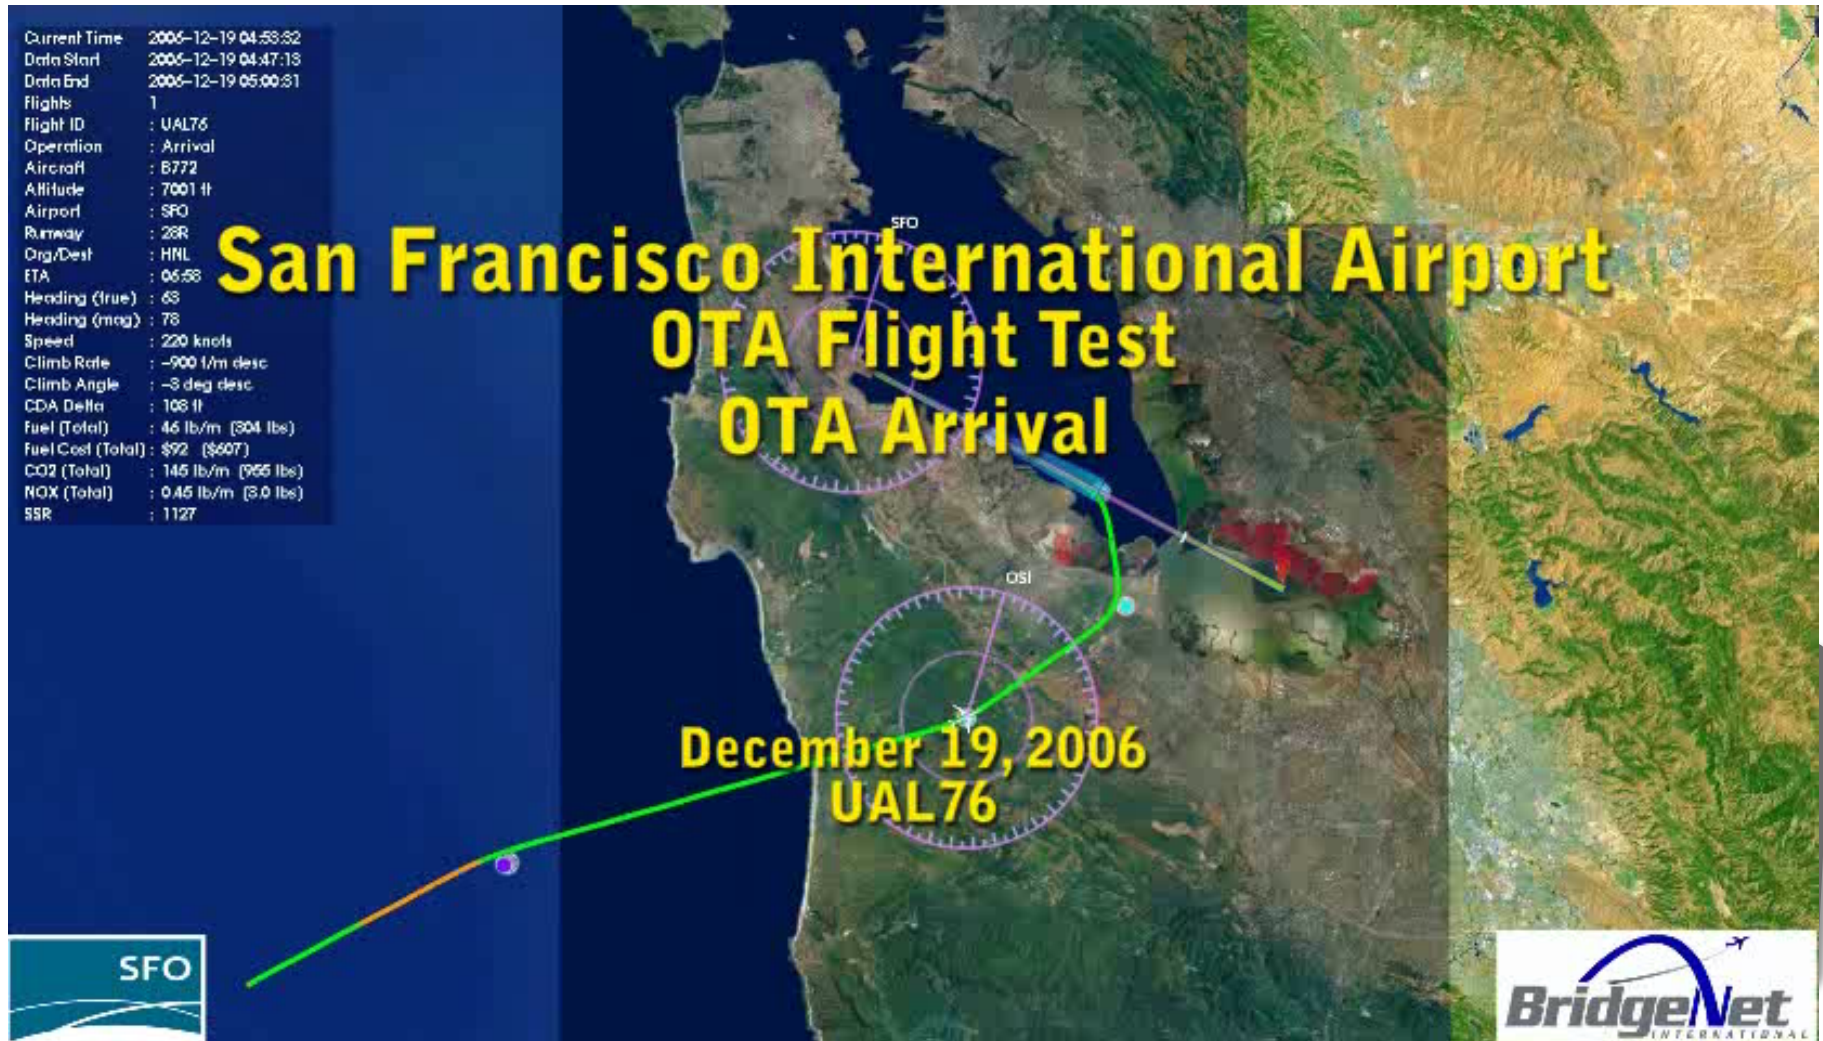 Current Time 2006-12-19 04:53:32
Data Start 2006-12-19 04:47:13
Data End 2006-12-19 05:00:31
Flights 1
Flight ID : UAL76
Operation : Arrival
Aircraft : B772
Altitude : 7001 ft
Airport : SFO
Runway : 28R
Org/Dest : HNL
ETA : 06:58
Heading (true) : 63
Heading (mag) : 78
Speed : 220 knots
Climb Rate : -900 f/m desc
Climb Angle : -3 deg desc
CDA Delta : 108 ft
Fuel (Total) : 46 lb/m (304 lbs)
Fuel Cost (Total) : $92 ($607)
CO2 (Total) : 145 lb/m (955 lbs)
NOX (Total) : 0.45 lb/m (3.0 lbs)
SSR : 1127
SFO
San Francisco International Airport
OTA Flight Test
OTA Arrival
OSI
December 19, 2006
UAL76
SFO
BridgeNet
INTERNATIONAL